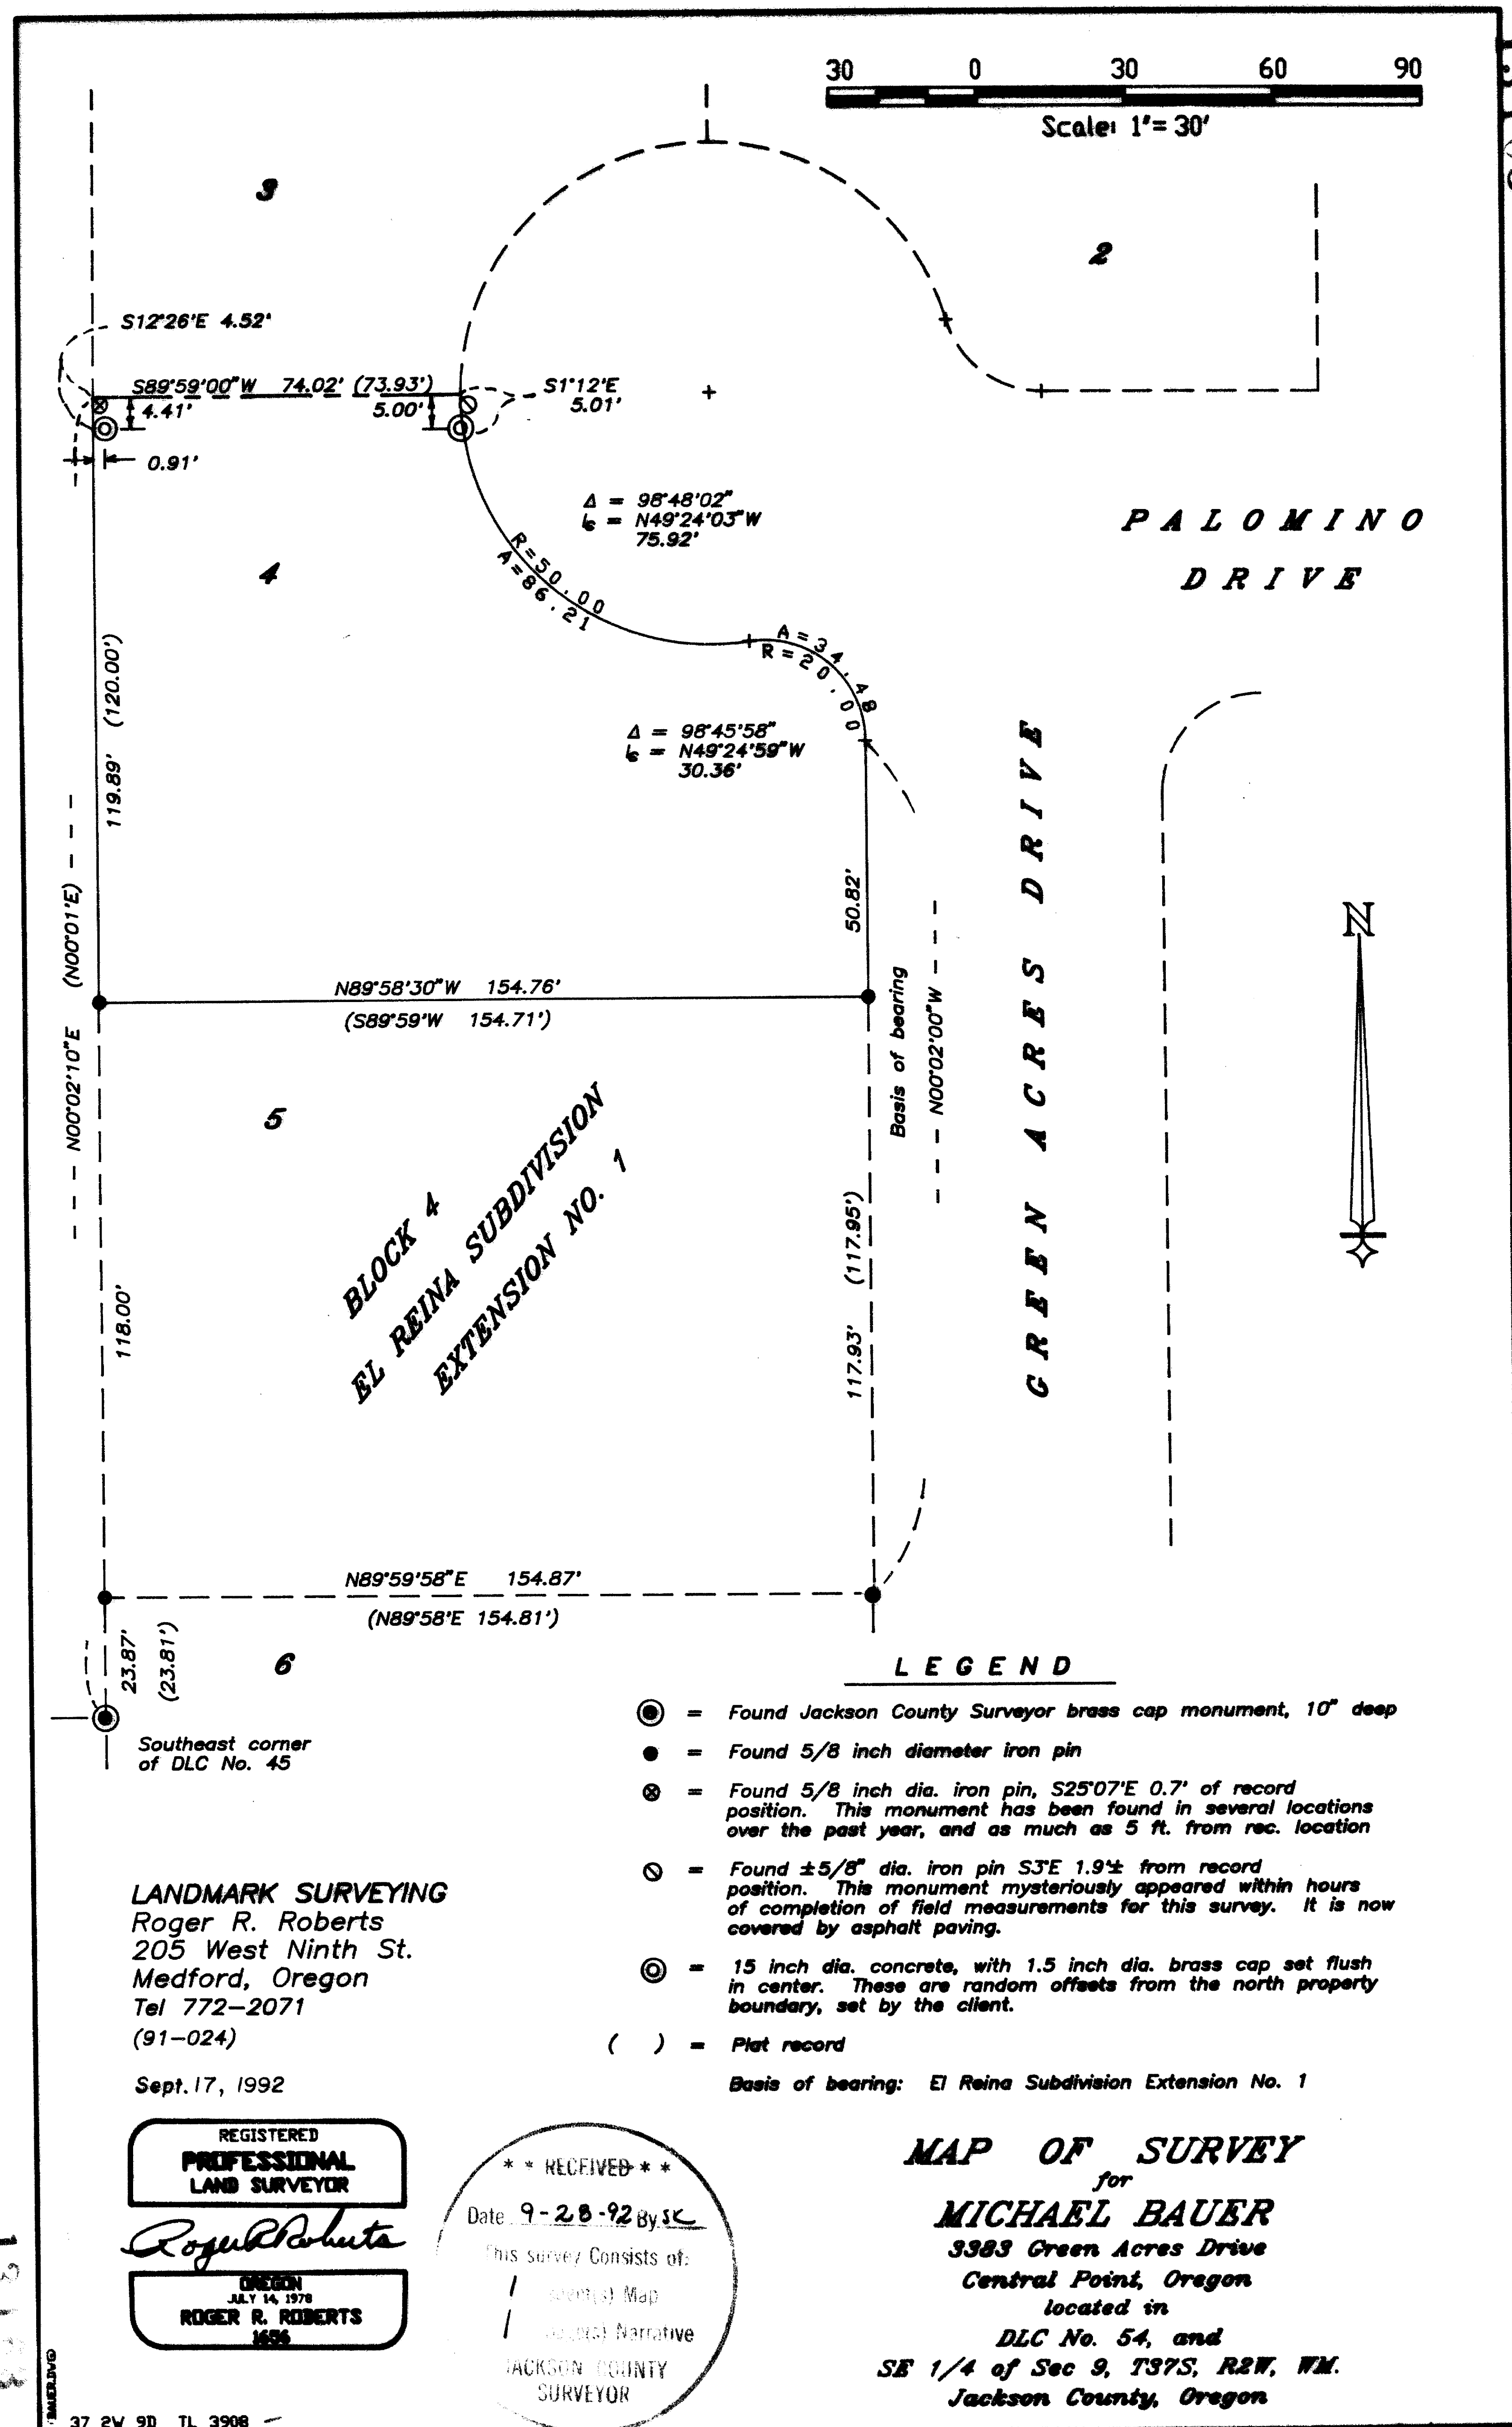 30 0 30 60 90
Scale: 1"= 30'
3
2
S12°26'E 4.52'
S89°59'00"W 74.02' (73.93')
4.41'
5.00'
S1°12'E
5.01'
0.91'
Δ = 98°48'02"
lc = N49°24'03"W
75.92'
R=50.00
A=86.21
PALOMINO
DRIVE
4
A=34.48
R=20.00
Δ = 98°45'58"
lc = N49°24'59"W
30.36'
119.89' (120.00')
50.82'
N00°02'10"E (N00°01'E)
N89°58'30"W 154.76'
(S89°59'W 154.71')
Basis of bearing
N00°02'00"W
GREEN ACRES DRIVE
N
5
BLOCK 4
EL REINA SUBDIVISION
EXTENSION NO. 1
118.00'
117.93' (117.95')
N89°59'58"E 154.87'
(N89°58'E 154.81')
23.87'
(23.81')
6
Southeast corner
of DLC No. 45
LEGEND
= Found Jackson County Surveyor brass cap monument, 10" deep
= Found 5/8 inch diameter iron pin
= Found 5/8 inch dia. iron pin, S25°07'E 0.7' of record
position. This monument has been found in several locations
over the past year, and as much as 5 ft. from rec. location
= Found ±5/8" dia. iron pin S3°E 1.9'± from record
position. This monument mysteriously appeared within hours
of completion of field measurements for this survey. It is now
covered by asphalt paving.
= 15 inch dia. concrete, with 1.5 inch dia. brass cap set flush
in center. These are random offsets from the north property
boundary, set by the client.
( ) = Plat record
Basis of bearing: El Reina Subdivision Extension No. 1
LANDMARK SURVEYING
Roger R. Roberts
205 West Ninth St.
Medford, Oregon
Tel 772-2071
(91-024)
Sept. 17, 1992
REGISTERED
PROFESSIONAL
LAND SURVEYOR
Roger R Roberts
OREGON
JULY 14, 1978
ROGER R. ROBERTS
1656
* * RECEIVED * *
Date 9-28-92 By SK
This survey Consists of:
1 Map
1 Narrative
JACKSON COUNTY
SURVEYOR
MAP OF SURVEY
for
MICHAEL BAUER
3383 Green Acres Drive
Central Point, Oregon
located in
DLC No. 54, and
SE 1/4 of Sec 9, T37S, R2W, WM.
Jackson County, Oregon
BAUER.DWG
37 2W 9D TL 3908